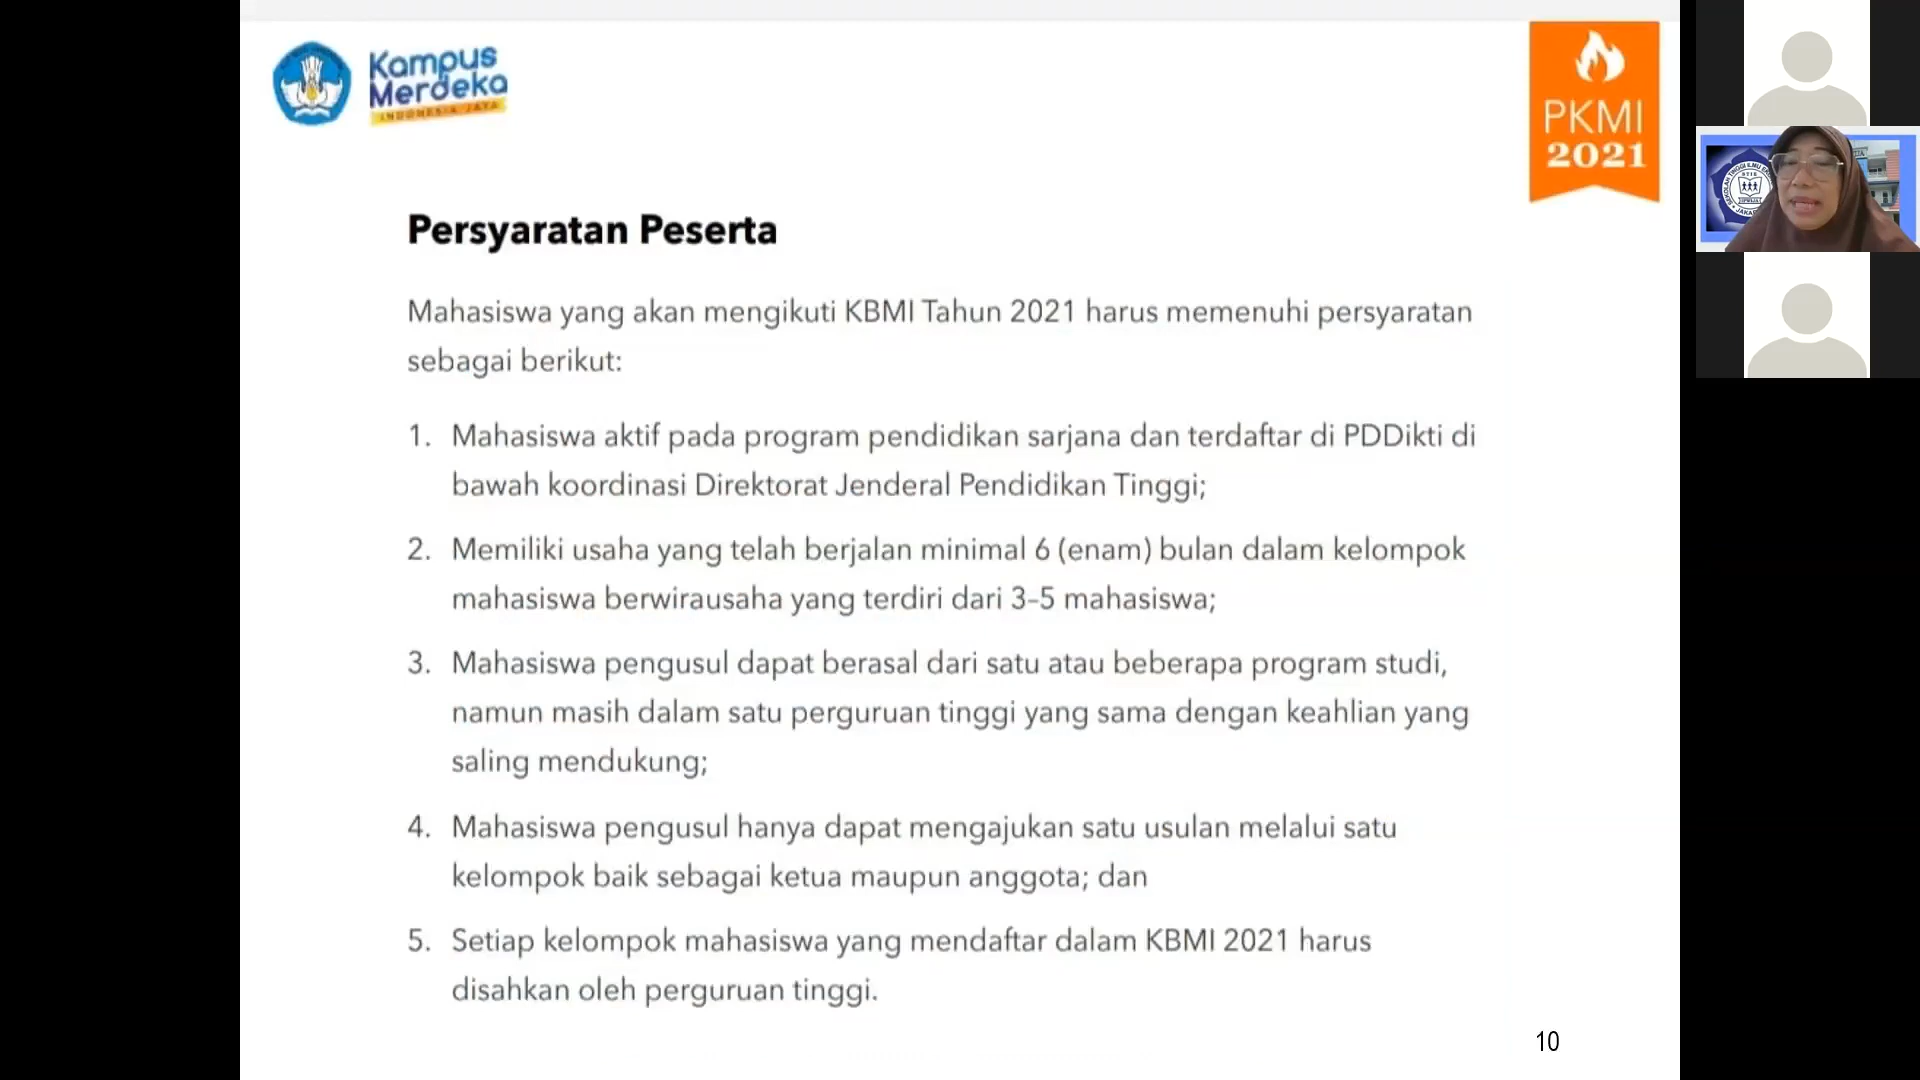 Kampus
Merdeka
INDONESIA JAYA
PKMI
2021
Persyaratan Peserta
Mahasiswa yang akan mengikuti KBMI Tahun 2021 harus memenuhi persyaratan
sebagai berikut:
1. Mahasiswa aktif pada program pendidikan sarjana dan terdaftar di PDDikti di
bawah koordinasi Direktorat Jenderal Pendidikan Tinggi;
2. Memiliki usaha yang telah berjalan minimal 6 (enam) bulan dalam kelompok
mahasiswa berwirausaha yang terdiri dari 3–5 mahasiswa;
3. Mahasiswa pengusul dapat berasal dari satu atau beberapa program studi,
namun masih dalam satu perguruan tinggi yang sama dengan keahlian yang
saling mendukung;
4. Mahasiswa pengusul hanya dapat mengajukan satu usulan melalui satu
kelompok baik sebagai ketua maupun anggota; dan
5. Setiap kelompok mahasiswa yang mendaftar dalam KBMI 2021 harus
disahkan oleh perguruan tinggi.
10
SEKOLAH TINGGI ILMU
STIE